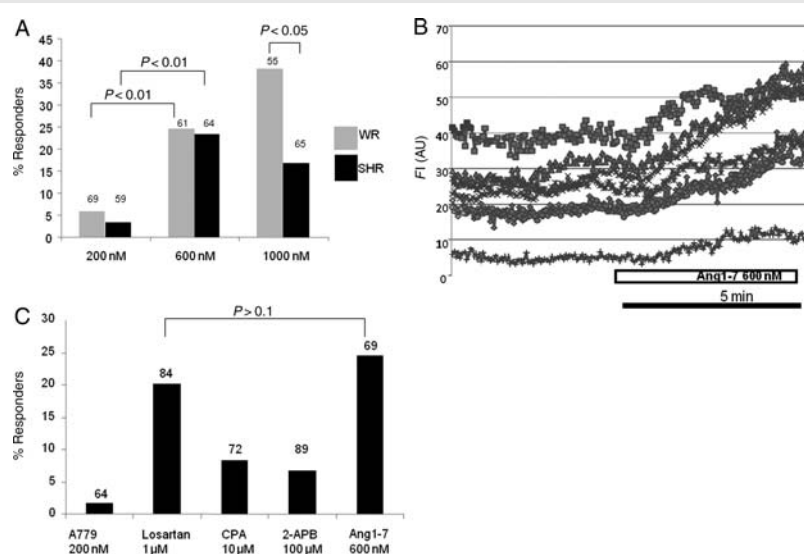 A
P < 0.05
P < 0.01
P < 0.01
% Responders
45
40
35
30
25
20
15
10
5
0
69
59
61
64
55
65
200 nM
600 nM
1000 nM
WR
SHR
B
FI (AU)
70
60
50
40
30
20
10
0
Ang1-7 600 nM
5 min
C
P > 0.1
% Responders
30
25
20
15
10
5
0
64
84
72
89
69
A779 Losartan CPA 2-APB Ang1-7
200 nM 1 µM 10 µM 100 µM 600 nM